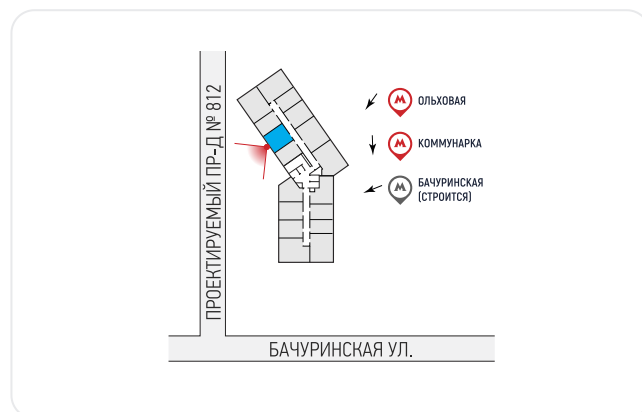 ПРОЕКТИРУЕМЫЙ ПР-Д № 812
М ОЛЬХОВАЯ
М КОММУНАРКА
М БАЧУРИНСКАЯ
(СТРОИТСЯ)
БАЧУРИНСКАЯ УЛ.